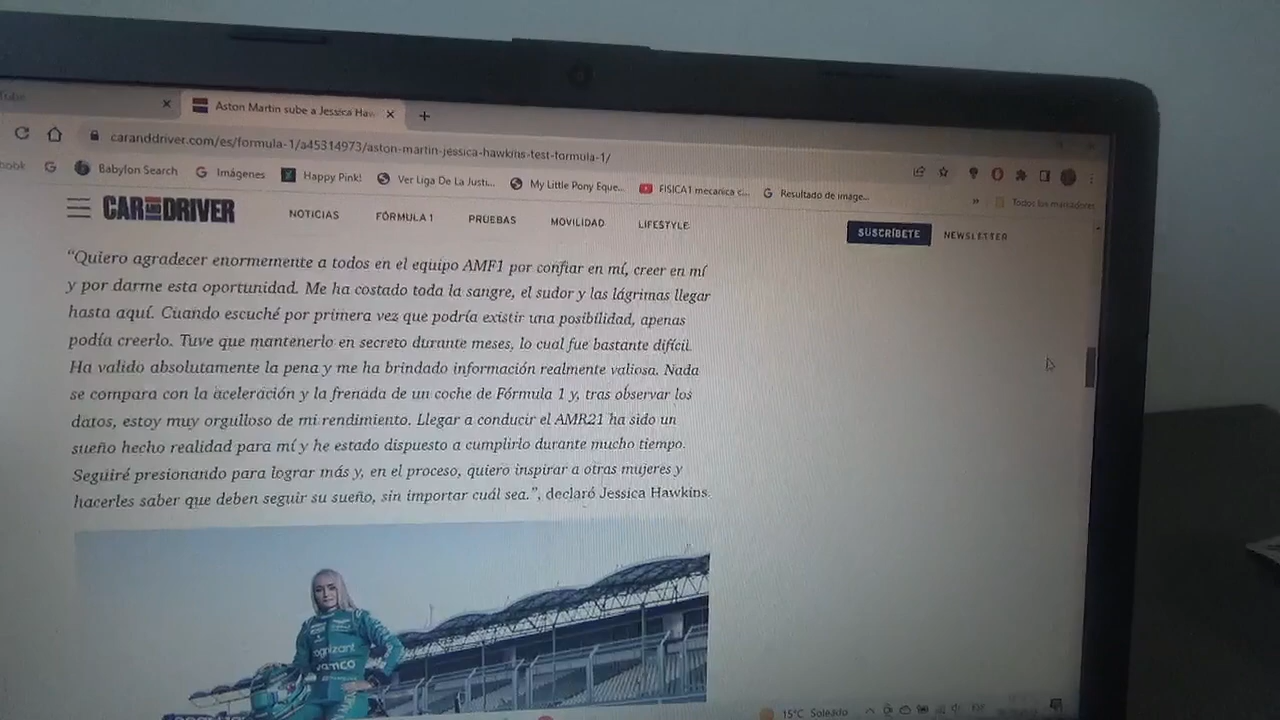 Aston Martin sube a Jessica Haw
caranddriver.com/es/formula-1/a45314973/aston-martin-jessica-hawkins-test-formula-1/
book
Babylon Search
Imágenes
Happy Pink!
Ver Liga De La Justi...
My Little Pony Eque...
FISICA1 mecanica c...
Resultado de image...
»
Todos los marcadores
CAR AND DRIVER
NOTICIAS
FÓRMULA 1
PRUEBAS
MOVILIDAD
LIFESTYLE
SUSCRÍBETE
NEWSLETTER
“Quiero agradecer enormemente a todos en el equipo AMF1 por confiar en mí, creer en mí
y por darme esta oportunidad. Me ha costado toda la sangre, el sudor y las lágrimas llegar
hasta aquí. Cuando escuché por primera vez que podría existir una posibilidad, apenas
podía creerlo. Tuve que mantenerlo en secreto durante meses, lo cual fue bastante difícil.
Ha valido absolutamente la pena y me ha brindado información realmente valiosa. Nada
se compara con la aceleración y la frenada de un coche de Fórmula 1 y, tras observar los
datos, estoy muy orgulloso de mi rendimiento. Llegar a conducir el AMR21 ha sido un
sueño hecho realidad para mí y he estado dispuesto a cumplirlo durante mucho tiempo.
Seguiré presionando para lograr más y, en el proceso, quiero inspirar a otras mujeres y
hacerles saber que deben seguir su sueño, sin importar cuál sea.”, declaró Jessica Hawkins.
cognizant
aramco
15°C Soleado